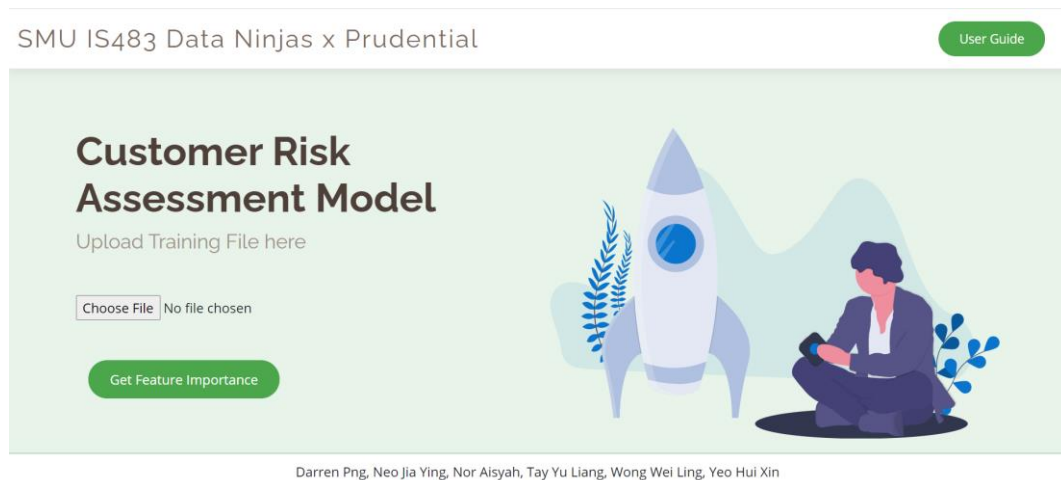 SMU IS483 Data Ninjas x Prudential
User Guide
Customer Risk
Assessment Model
Upload Training File here
Choose File No file chosen
Get Feature Importance
Darren Png, Neo Jia Ying, Nor Aisyah, Tay Yu Liang, Wong Wei Ling, Yeo Hui Xin